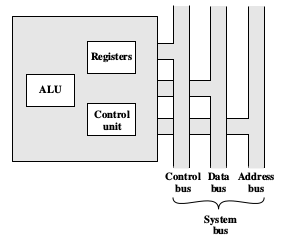 Registers
ALU
Control
unit
Control Data Address
bus bus bus
System
bus